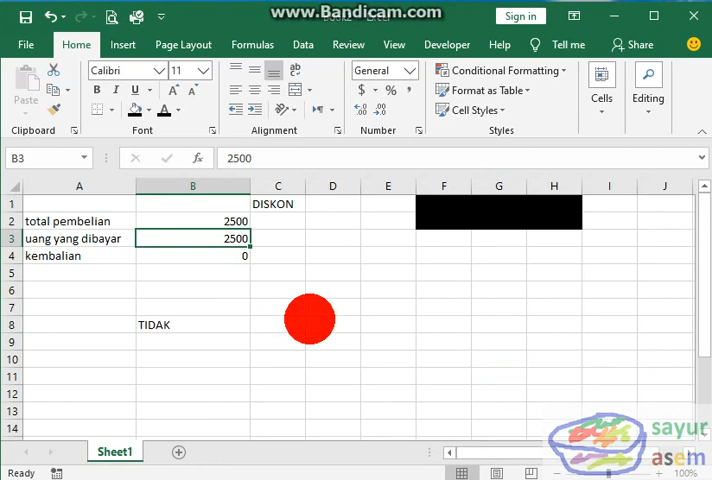 www.Bandicam.com
Sign in
File Home Insert Page Layout Formulas Data Review View Developer Help Tell me Share
Calibri 11 General
Paste B I U A A ab $ % , Conditional Formatting Format as Table Cell Styles Cells Editing
Clipboard Font Alignment Number Styles
B3 fx 2500
A B C D E F G H I J
1 DISKON
2 total pembelian 2500
3 uang yang dibayar 2500
4 kembalian 0
5
6
7
8 TIDAK
9
10
11
12
13
14
Sheet1
sayur
asem
Ready 100%